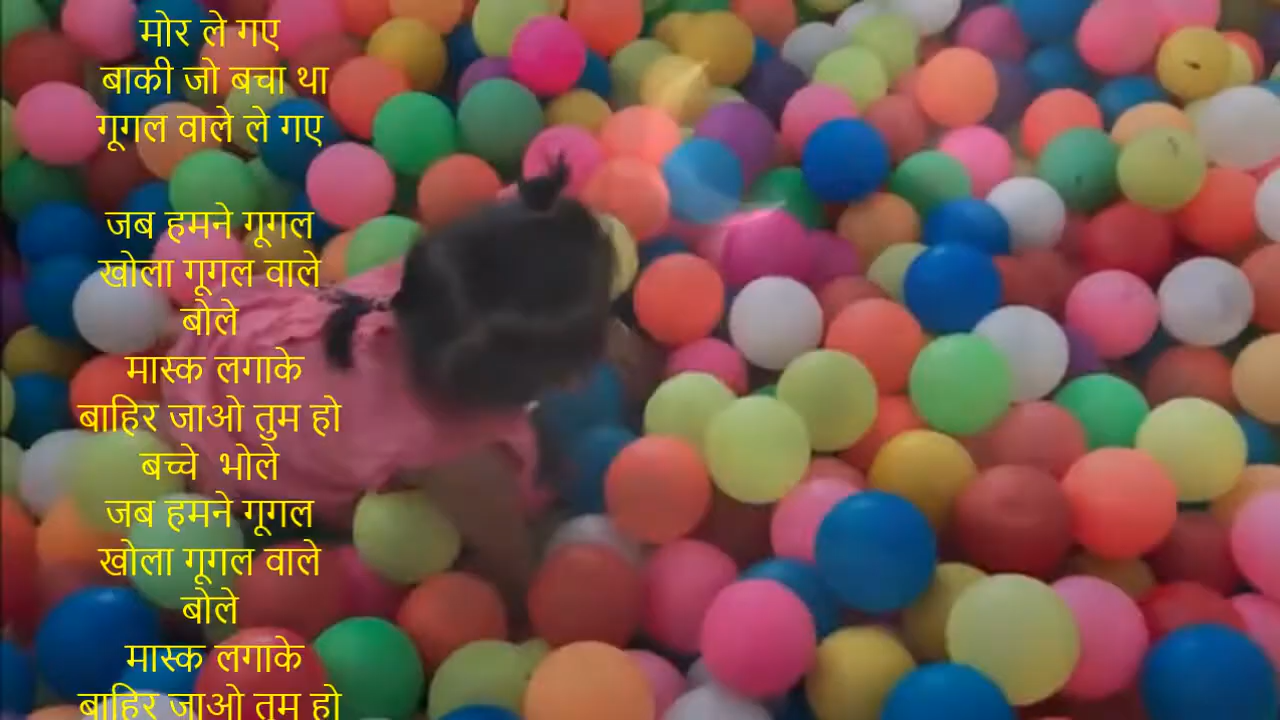 मोर ले गए
बाकी जो बचा था
गूगल वाले ले गए
जब हमने गूगल
खोला गूगल वाले
बोले
मास्क लगाके
बाहिर जाओ तुम हो
बच्चे  भोले
जब हमने गूगल
खोला गूगल वाले
बोले
मास्क लगाके
बाहिर जाओ तुम हो